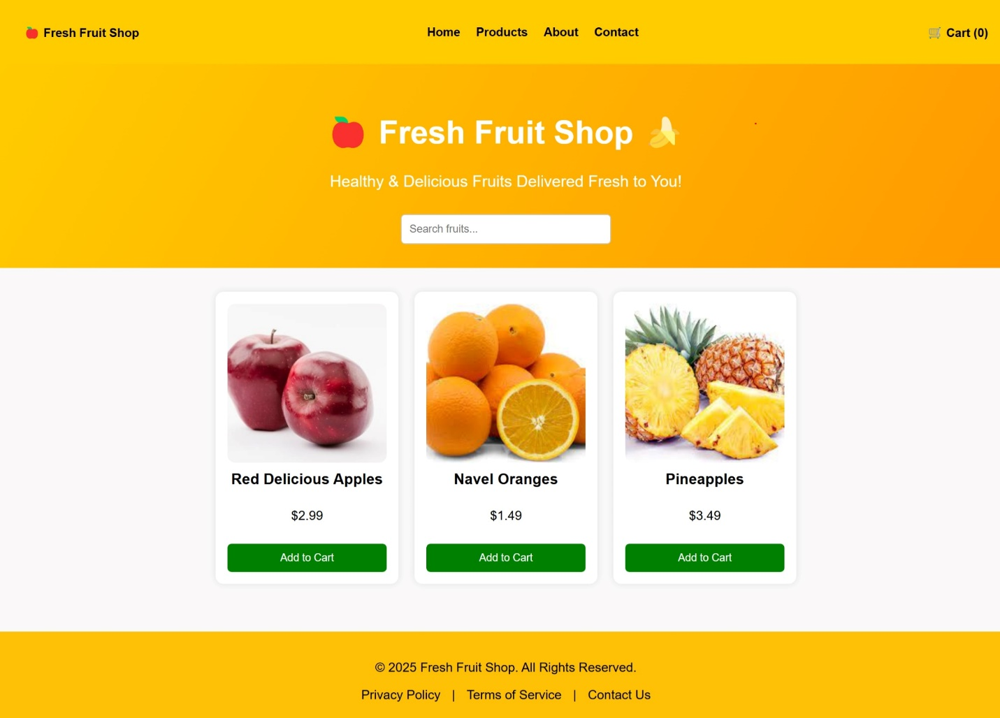 Fresh Fruit Shop
Home Products About Contact
Cart (0)
Fresh Fruit Shop
Healthy & Delicious Fruits Delivered Fresh to You!
Search fruits...
Red Delicious Apples
$2.99
Add to Cart
Navel Oranges
$1.49
Add to Cart
Pineapples
$3.49
Add to Cart
© 2025 Fresh Fruit Shop. All Rights Reserved.
Privacy Policy | Terms of Service | Contact Us